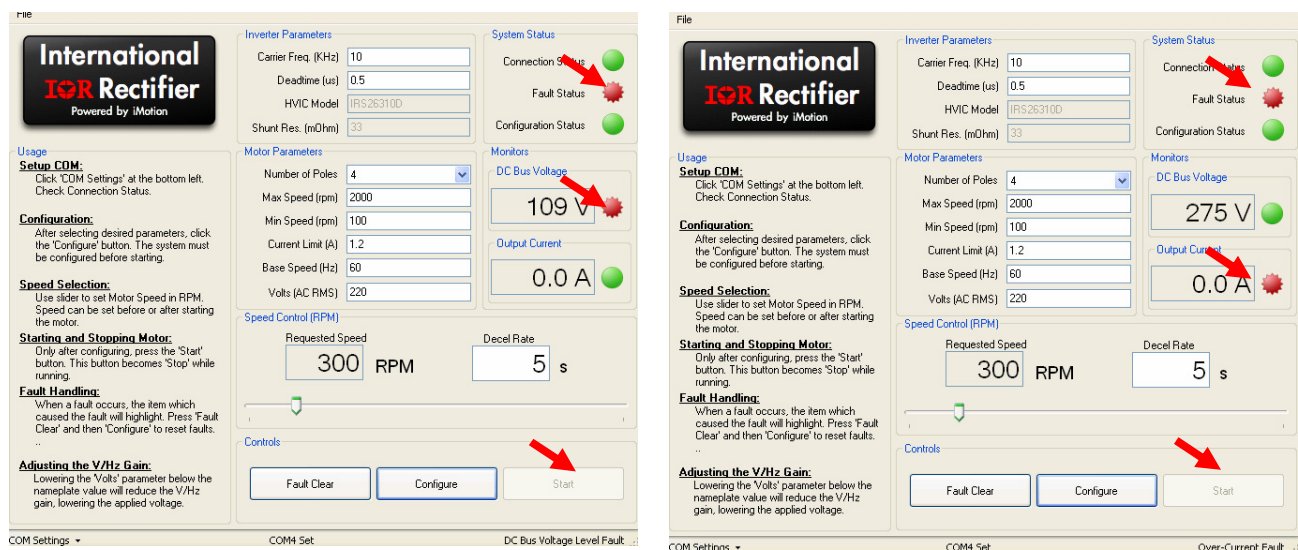 File
International
IOR Rectifier
Powered by iMotion
Inverter Parameters
Carrier Freq. (KHz) 10
Deadtime (us) 0.5
HVIC Model IRS26310D
Shunt Res. (mOhm) 33
System Status
Connection Status
Fault Status
Configuration Status
Usage
Setup COM:
Click 'COM Settings' at the bottom left.
Check Connection Status.
Configuration:
After selecting desired parameters, click
the 'Configure' button. The system must
be configured before starting.
Speed Selection:
Use slider to set Motor Speed in RPM.
Speed can be set before or after starting
the motor.
Starting and Stopping Motor:
Only after configuring, press the 'Start'
button. This button becomes 'Stop' while
running.
Fault Handling:
When a fault occurs, the item which
caused the fault will highlight. Press 'Fault
Clear' and then 'Configure' to reset faults.
..
Adjusting the V/Hz Gain:
Lowering the 'Volts' parameter below the
nameplate value will reduce the V/Hz
gain, lowering the applied voltage.
Motor Parameters
Number of Poles 4
Max Speed (rpm) 2000
Min Speed (rpm) 100
Current Limit (A) 1.2
Base Speed (Hz) 60
Volts (AC RMS) 220
Monitors
DC Bus Voltage
109 V
Output Current
0.0 A
Speed Control (RPM)
Requested Speed
300 RPM
Decel Rate
5 s
Controls
Fault Clear
Configure
Start
COM Settings
COM4 Set
DC Bus Voltage Level Fault
File
International
IOR Rectifier
Powered by iMotion
Inverter Parameters
Carrier Freq. (KHz) 10
Deadtime (us) 0.5
HVIC Model IRS26310D
Shunt Res. (mOhm) 33
System Status
Connection Status
Fault Status
Configuration Status
Usage
Setup COM:
Click 'COM Settings' at the bottom left.
Check Connection Status.
Configuration:
After selecting desired parameters, click
the 'Configure' button. The system must
be configured before starting.
Speed Selection:
Use slider to set Motor Speed in RPM.
Speed can be set before or after starting
the motor.
Starting and Stopping Motor:
Only after configuring, press the 'Start'
button. This button becomes 'Stop' while
running.
Fault Handling:
When a fault occurs, the item which
caused the fault will highlight. Press 'Fault
Clear' and then 'Configure' to reset faults.
..
Adjusting the V/Hz Gain:
Lowering the 'Volts' parameter below the
nameplate value will reduce the V/Hz
gain, lowering the applied voltage.
Motor Parameters
Number of Poles 4
Max Speed (rpm) 2000
Min Speed (rpm) 100
Current Limit (A) 1.2
Base Speed (Hz) 60
Volts (AC RMS) 220
Monitors
DC Bus Voltage
275 V
Output Current
0.0 A
Speed Control (RPM)
Requested Speed
300 RPM
Decel Rate
5 s
Controls
Fault Clear
Configure
Start
COM Settings
COM4 Set
Over-Current Fault